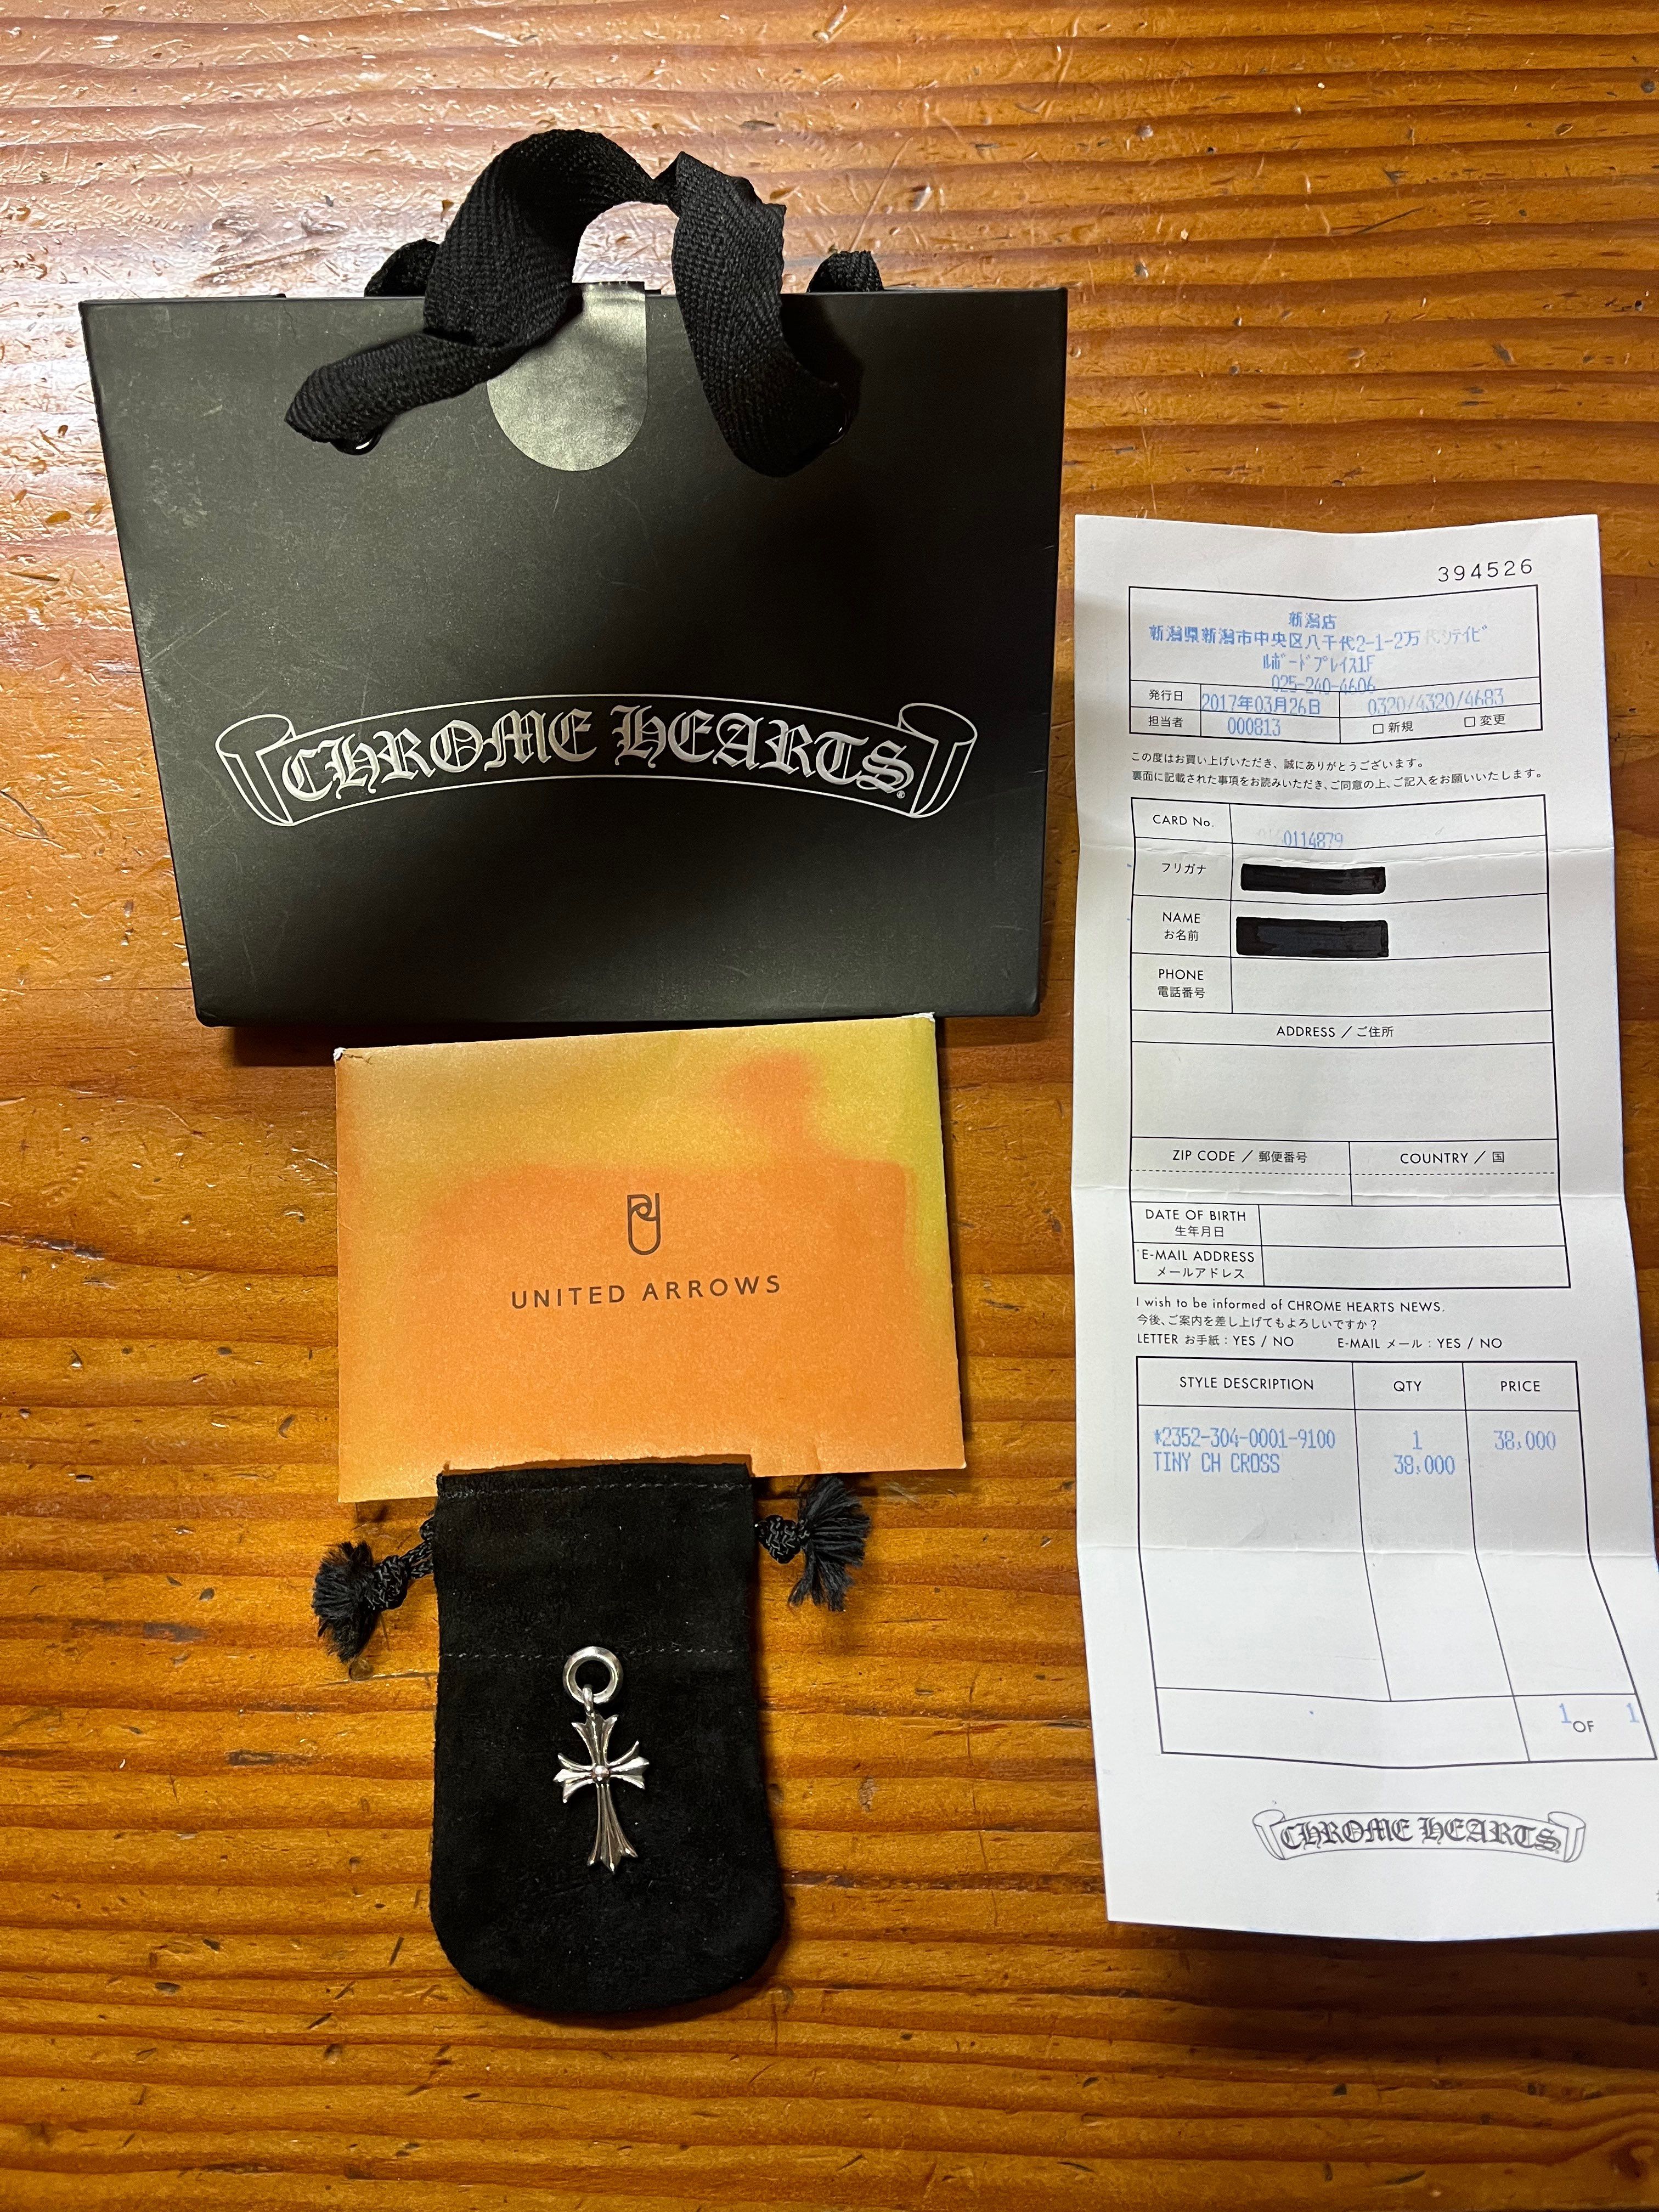 CHROME HEARTS®
UNITED ARROWS
394526
新潟店
新潟県新潟市中央区八千代2-1-2万代シテイビ
ルボードプレイス1F
025-240-4606
発行日 2017年03月26日 0320/4320/4683
担当者 000813 □ 新規 □ 変更
この度はお買い上げいただき、誠にありがとうございます。
裏面に記載された事項をお読みいただき、ご同意の上、ご記入をお願いいたします。
CARD No. 0114879
フリガナ
NAME
お名前
PHONE
電話番号
ADDRESS / ご住所
ZIP CODE / 郵便番号 COUNTRY / 国
DATE OF BIRTH
生年月日
E-MAIL ADDRESS
メールアドレス
I wish to be informed of CHROME HEARTS NEWS.
今後、ご案内を差し上げてもよろしいですか?
LETTER お手紙 : YES / NO E-MAIL メール : YES / NO
STYLE DESCRIPTION QTY PRICE
*2352-304-0001-9100 1 38,000
TINY CH CROSS 38,000
1 OF 1
CHROME HEARTS